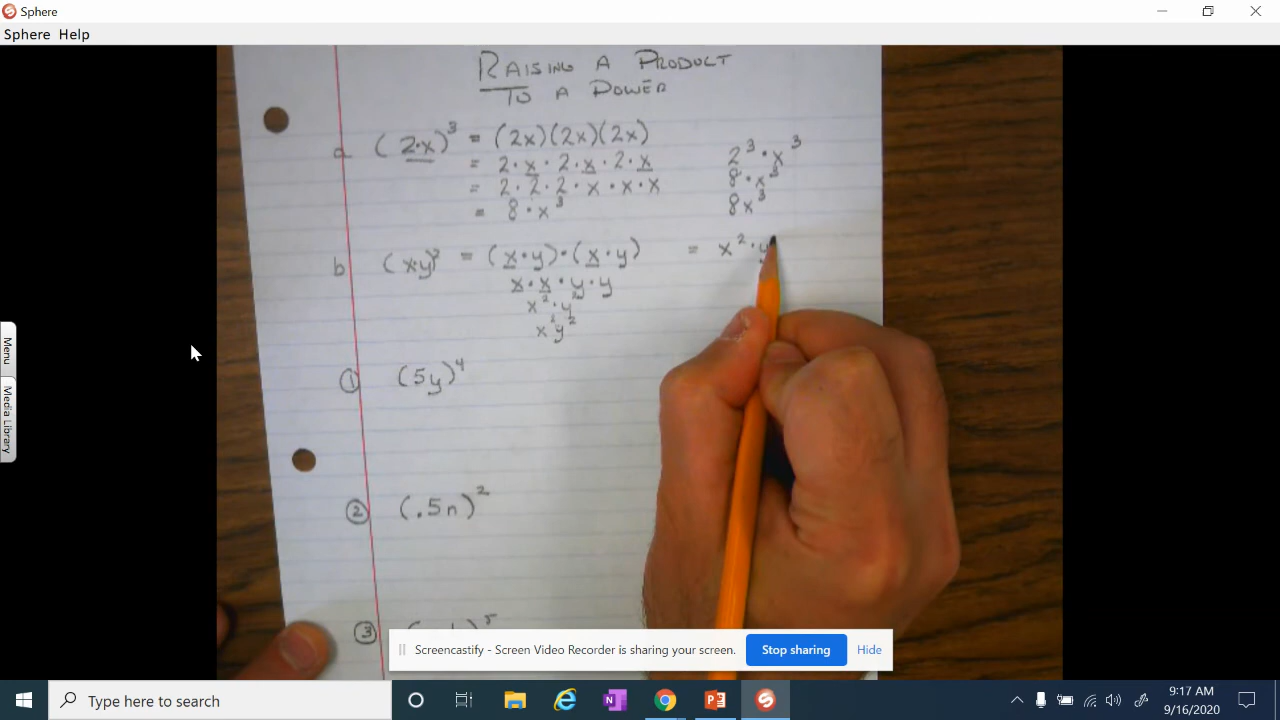 Sphere
Sphere Help
RAISING A PRODUCT
TO A POWER
a (2·x)³ = (2x)(2x)(2x)
= 2·x·2·x·2·x 2³·x³
= 2·2·2·x·x·x 8·x³
= 8·x³ 8x³
b (x·y)² = (x·y)·(x·y) = x²·y
x·x·y·y
x²·y²
x²y²
① (5y)⁴
② (.5n)²
③
Menu
Media Library
Screencastify - Screen Video Recorder is sharing your screen. Stop sharing Hide
Type here to search
9:17 AM
9/16/2020